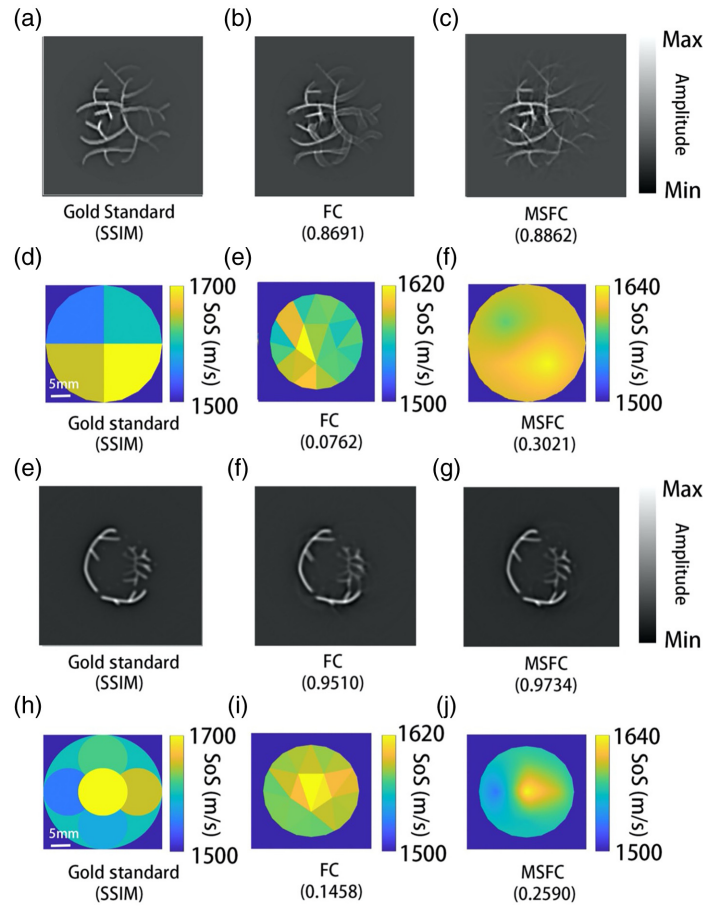 (a) (b) (c)
Max
Amplitude
Min
Gold Standard FC MSFC
(SSIM) (0.8691) (0.8862)
(d) (e) (f)
1700 1620 1640
SoS (m/s) SoS (m/s) SoS (m/s)
5mm
1500 1500 1500
Gold standard FC MSFC
(SSIM) (0.0762) (0.3021)
(e) (f) (g)
Max
Amplitude
Min
Gold standard FC MSFC
(SSIM) (0.9510) (0.9734)
(h) (i) (j)
1700 1620 1640
SoS (m/s) SoS (m/s) SoS (m/s)
5mm
1500 1500 1500
Gold standard FC MSFC
(SSIM) (0.1458) (0.2590)